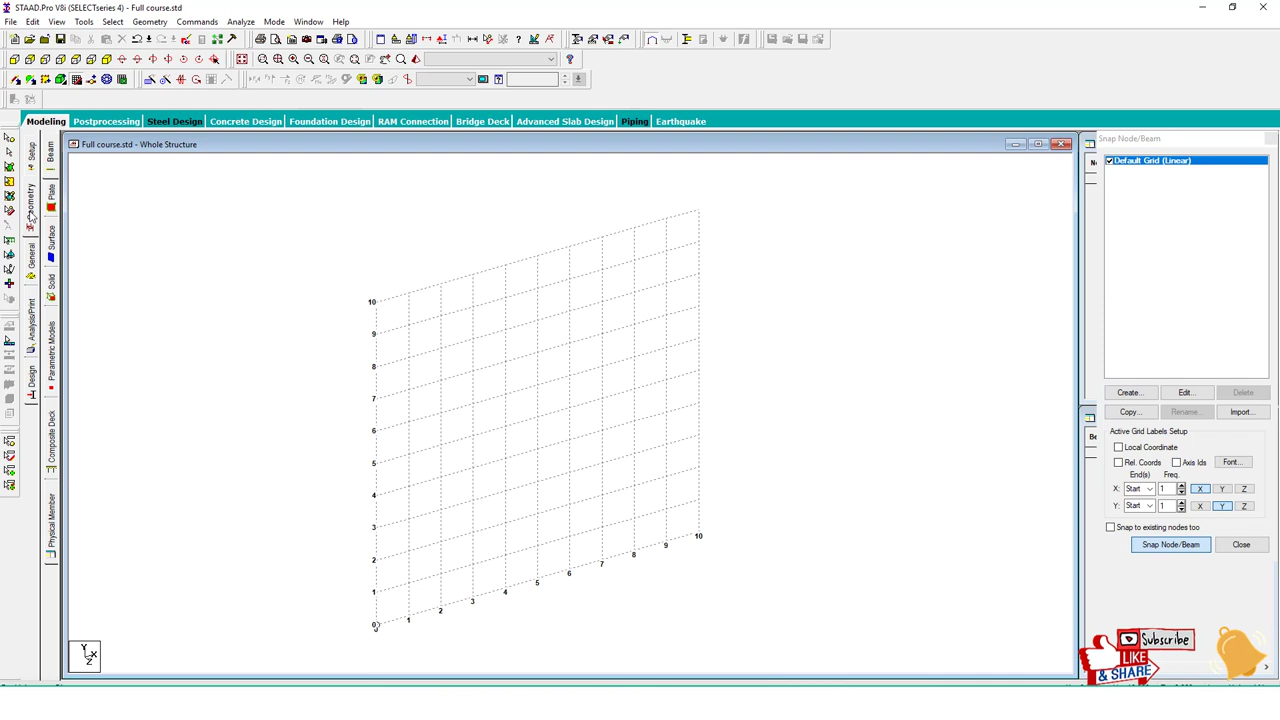 STAAD.Pro V8i (SELECTseries 4) - Full course.std
File Edit View Tools Select Geometry Commands Analyze Mode Window Help
Modeling Postprocessing Steel Design Concrete Design Foundation Design RAM Connection Bridge Deck Advanced Slab Design Piping Earthquake
Setup
Geometry
General
Analysis/Print
Design
Beam
Plate
Surface
Solid
Parametric Models
Composite Deck
Physical Member
Full course.std - Whole Structure
10
9
8
7
6
5
4
3
2
1
0
1 2 3 4 5 6 7 8 9 10
Y
X
Z
Snap Node/Beam
Default Grid (Linear)
Create... Edit... Delete
Copy... Rename... Import...
Active Grid Labels Setup
Local Coordinate
Rel. Coords Axis Ids Font...
End(s) Freq.
X: Start 1 X Y Z
Y: Start 1 X Y Z
Snap to existing nodes too
Snap Node/Beam Close
Subscribe
LIKE
& SHARE